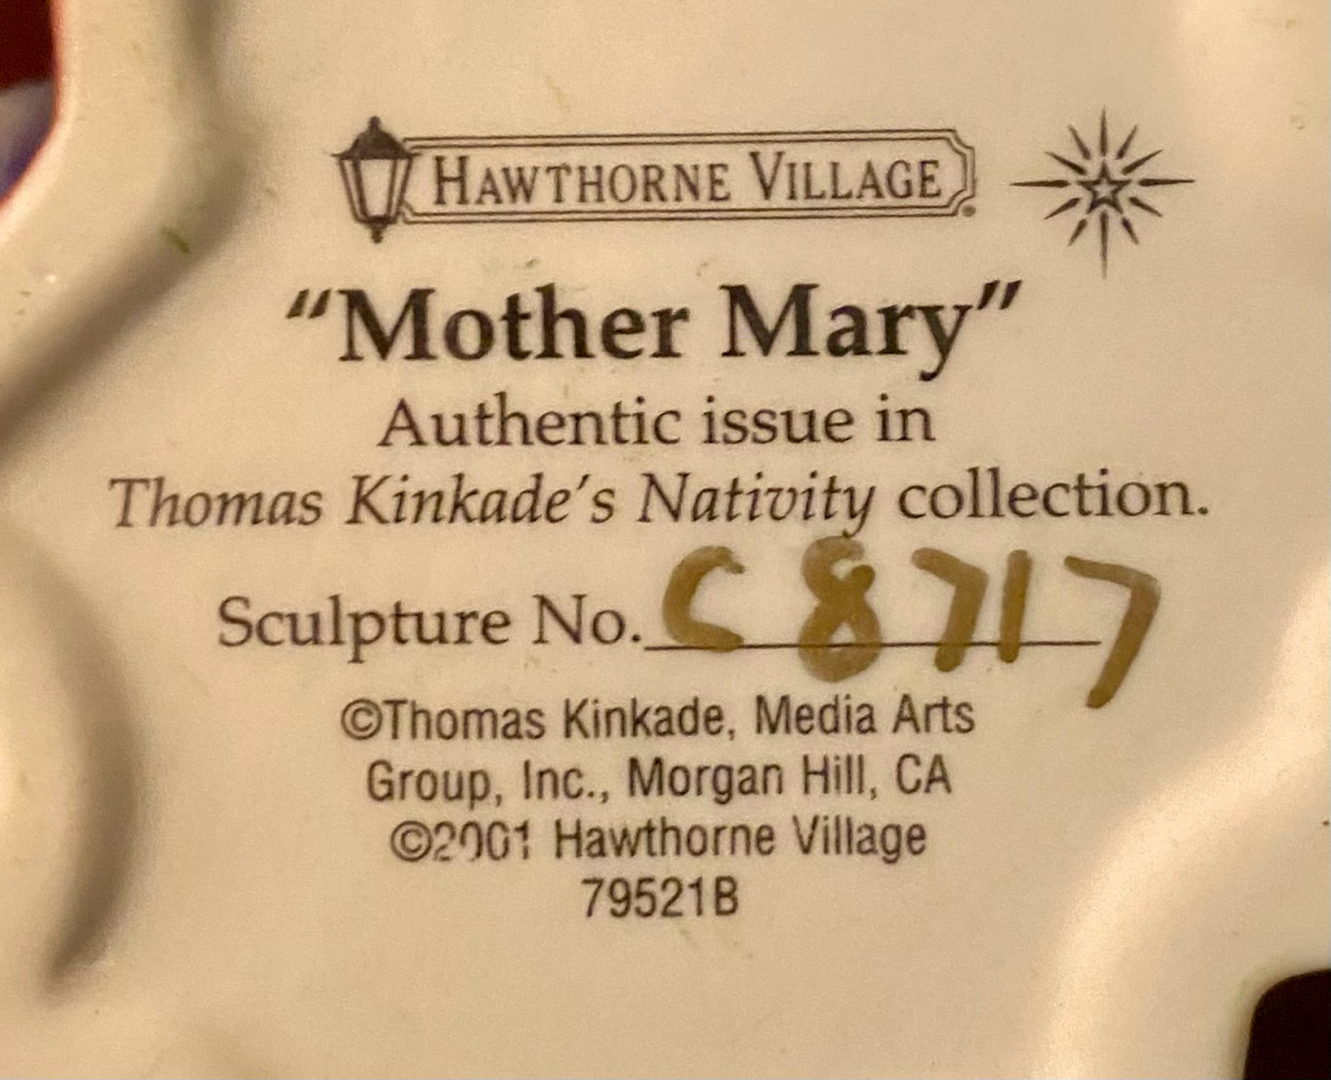 HAWTHORNE VILLAGE
"Mother Mary"
Authentic issue in
Thomas Kinkade's Nativity collection.
Sculpture No. C8717
©Thomas Kinkade, Media Arts
Group, Inc., Morgan Hill, CA
©2001 Hawthorne Village
79521B